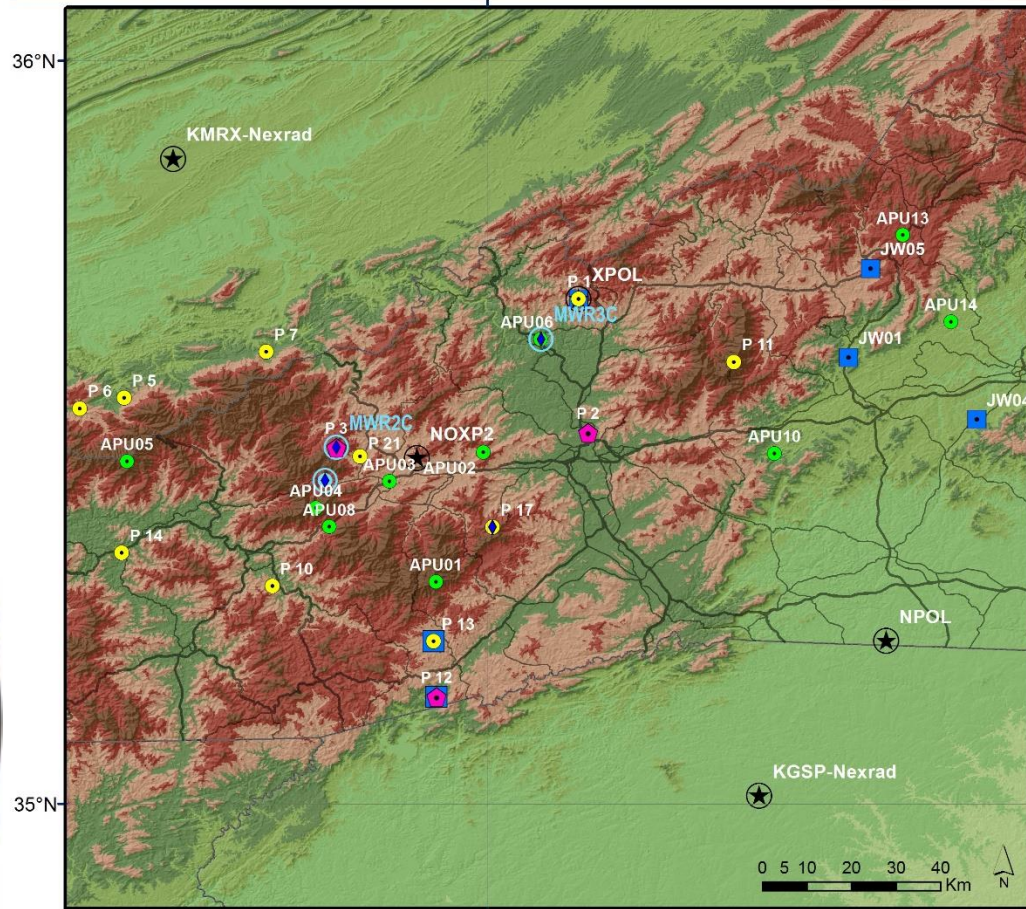 36°N
KMRX-Nexrad
APU13
JW05
P 1
XPOL
APU06
MWR3C
APU14
P 7
P 11
JW01
P 5
P 6
JW04
P 3
MWR2C
P 2
P 21
NOXP2
APU05
APU03
APU02
APU10
APU04
APU08
P 17
P 14
P 10
APU01
P 13
NPOL
P 12
KGSP-Nexrad
35°N
0 5 10 20 30 40
Km
N